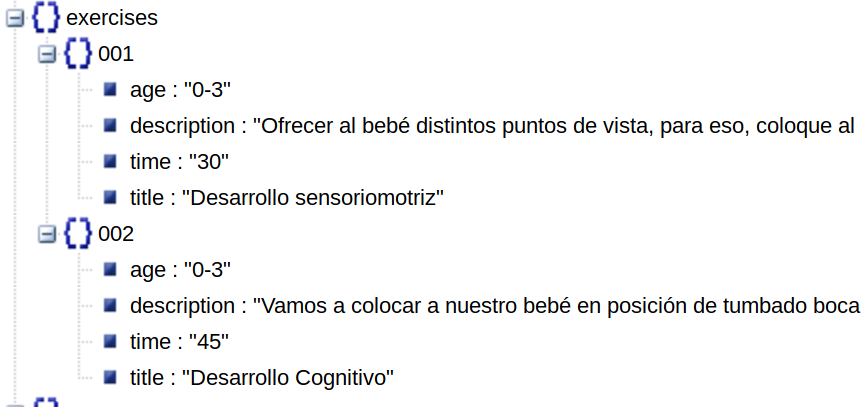 exercises
001
age : "0-3"
description : "Ofrecer al bebé distintos puntos de vista, para eso, coloque al
time : "30"
title : "Desarrollo sensoriomotriz"
002
age : "0-3"
description : "Vamos a colocar a nuestro bebé en posición de tumbado boca
time : "45"
title : "Desarrollo Cognitivo"